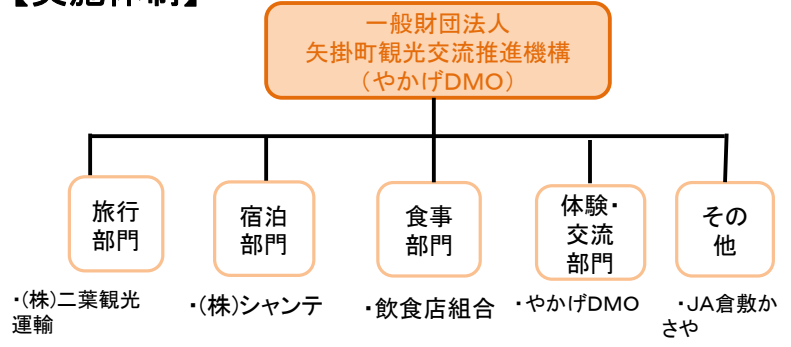 一般財団法人
矢掛町観光交流推進機構
（やかげDMO）
旅行
部門
宿泊
部門
食事
部門
体験・
交流
部門
その
他
・(株)二葉観光
運輸
・(株)シャンテ
・飲食店組合
・やかげDMO
・JA倉敷か
さや